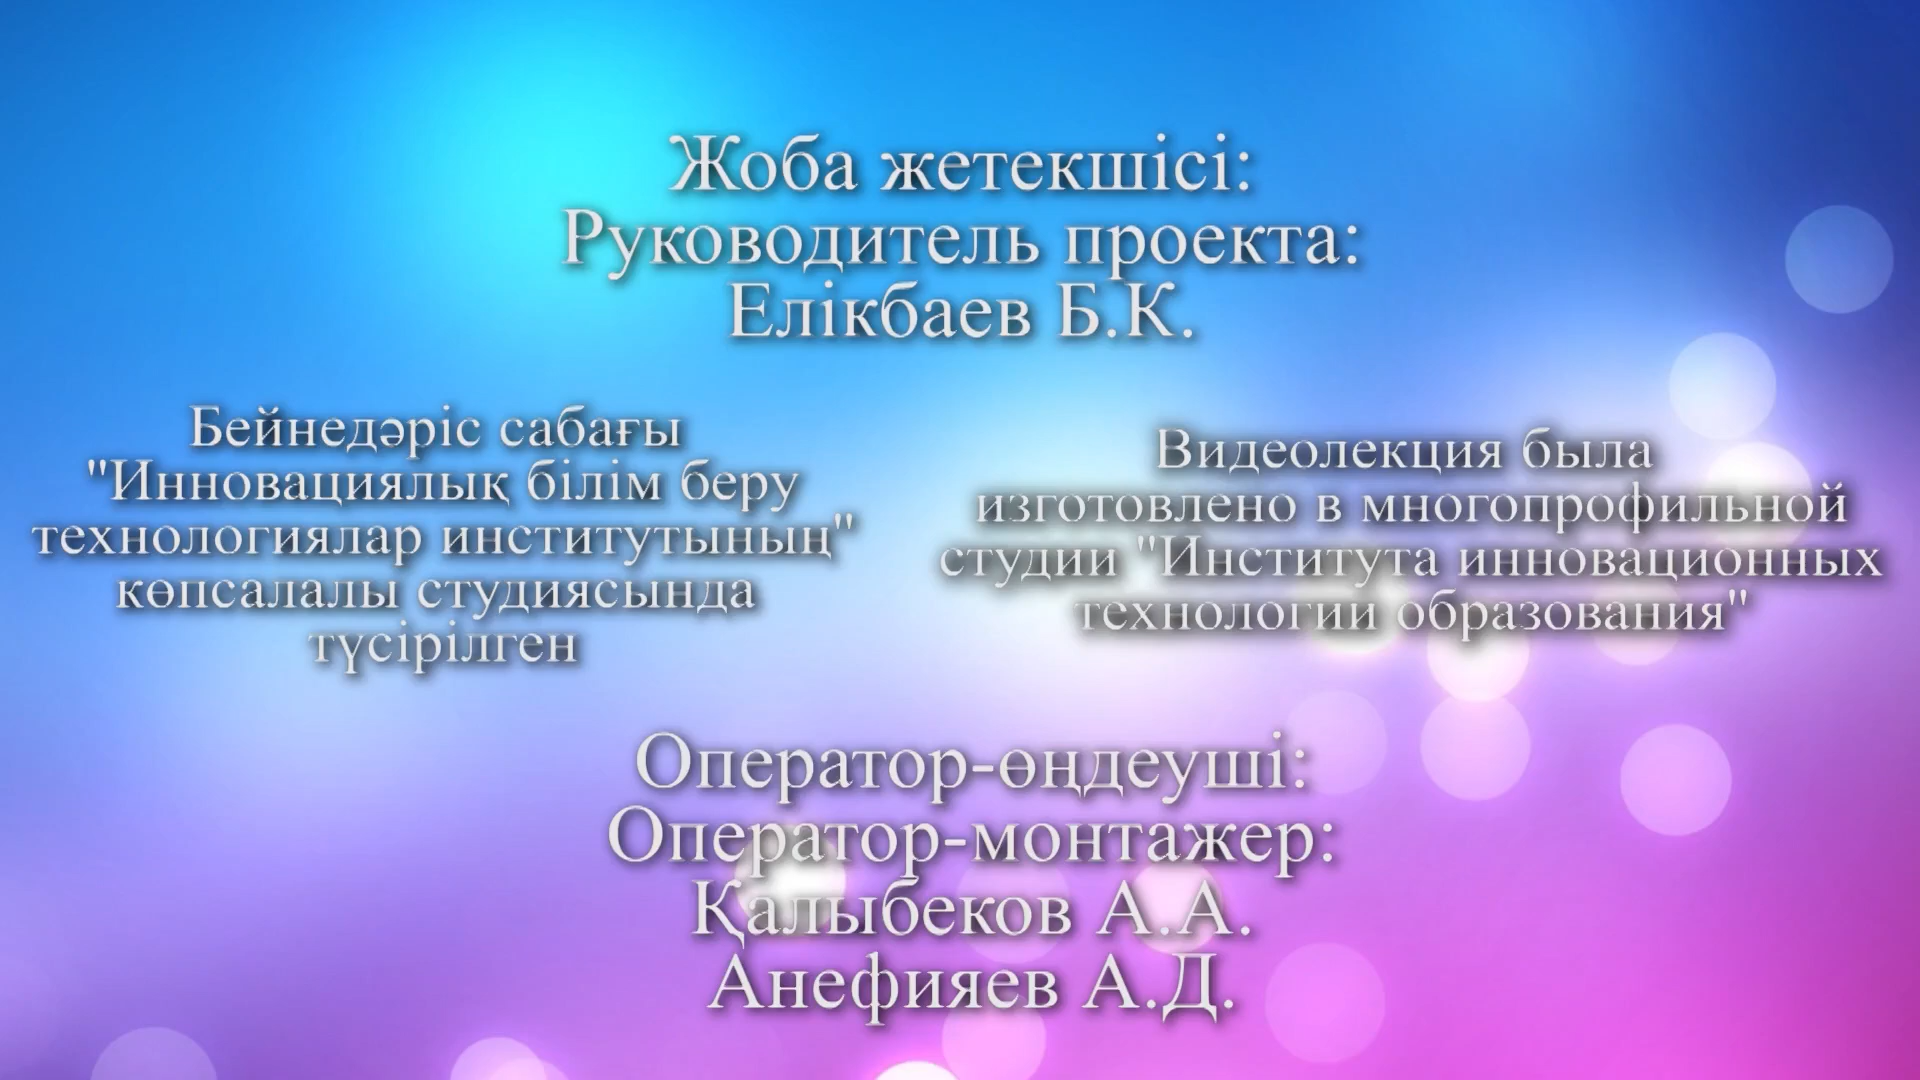 Жоба жетекшісі:
Руководитель проекта:
Елікбаев Б.К.
Бейнедәріс сабағы
"Инновациялық білім беру
технологиялар институтының"
көпсалалы студиясында
түсірілген
Видеолекция была
изготовлено в многопрофильной
студии "Института инновационных
технологии образования"
Оператор-өңдеуші:
Оператор-монтажер:
Қалыбеков А.А.
Анефияев А.Д.